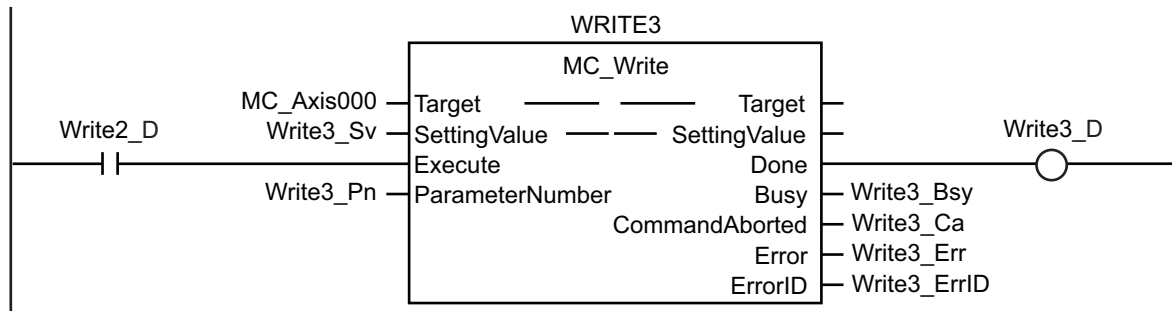 WRITE3
MC_Write
MC_Axis000 Target Target
Write2_D Write3_Sv SettingValue SettingValue Write3_D
Execute Done
Write3_Pn ParameterNumber Busy Write3_Bsy
CommandAborted Write3_Ca
Error Write3_Err
ErrorID Write3_ErrID